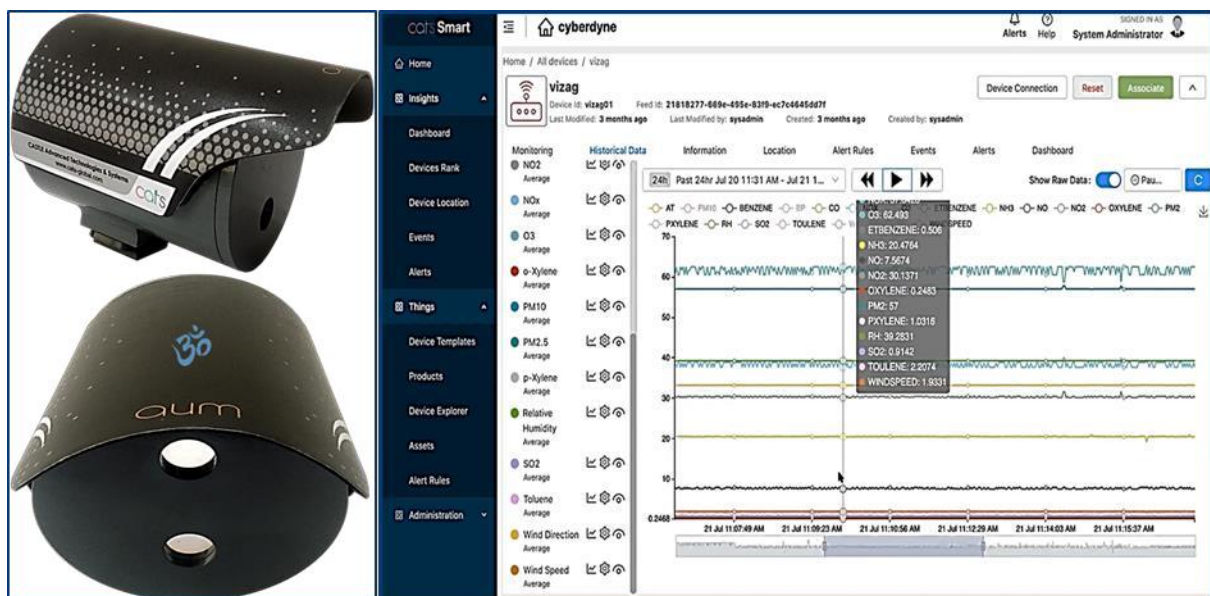 CASTLE Advanced Technologies & Systems
www.cats-global.com
cats
ॐ
aum
cats Smart
Home
Insights
Dashboard
Devices Rank
Device Location
Events
Alerts
Things
Device Templates
Products
Device Explorer
Assets
Alert Rules
Administration
cyberdyne
Alerts
Help
SIGNED IN AS
System Administrator
Home / All devices / vizag
vizag
Device Id: vizag01 Feed Id: 21818277-669e-495e-83f9-ec7c4645dd7f
Last Modified: 3 months ago Last Modified by: sysadmin Created: 3 months ago Created by: sysadmin
Device Connection Reset Associate
Monitoring Historical Data Information Location Alert Rules Events Alerts Dashboard
NO2
Average
NOx
Average
O3
Average
o-Xylene
Average
PM10
Average
PM2.5
Average
p-Xylene
Average
Relative
Humidity
Average
SO2
Average
Toluene
Average
Wind Direction
Average
Wind Speed
Average
24h Past 24hr Jul 20 11:31 AM - Jul 21 1...
Show Raw Data: Pau...
AT PM10 BENZENE BP CO ETBENZENE NH3 NO NO2 OXYLENE PM2
PXYLENE RH SO2 TOULENE WINDSPEED
O3: 62.493
ETBENZENE: 0.506
NH3: 20.4764
NO: 7.5674
NO2: 30.1371
OXYLENE: 0.2483
PM2: 57
PXYLENE: 1.0316
RH: 39.2831
SO2: 0.9142
TOULENE: 2.2074
WINDSPEED: 1.9331
70
60
50
40
30
20
10
0.2468
21 Jul 11:07:49 AM 21 Jul 11:09:23 AM 21 Jul 11:10:56 AM 21 Jul 11:12:29 AM 21 Jul 11:14:03 AM 21 Jul 11:15:37 AM